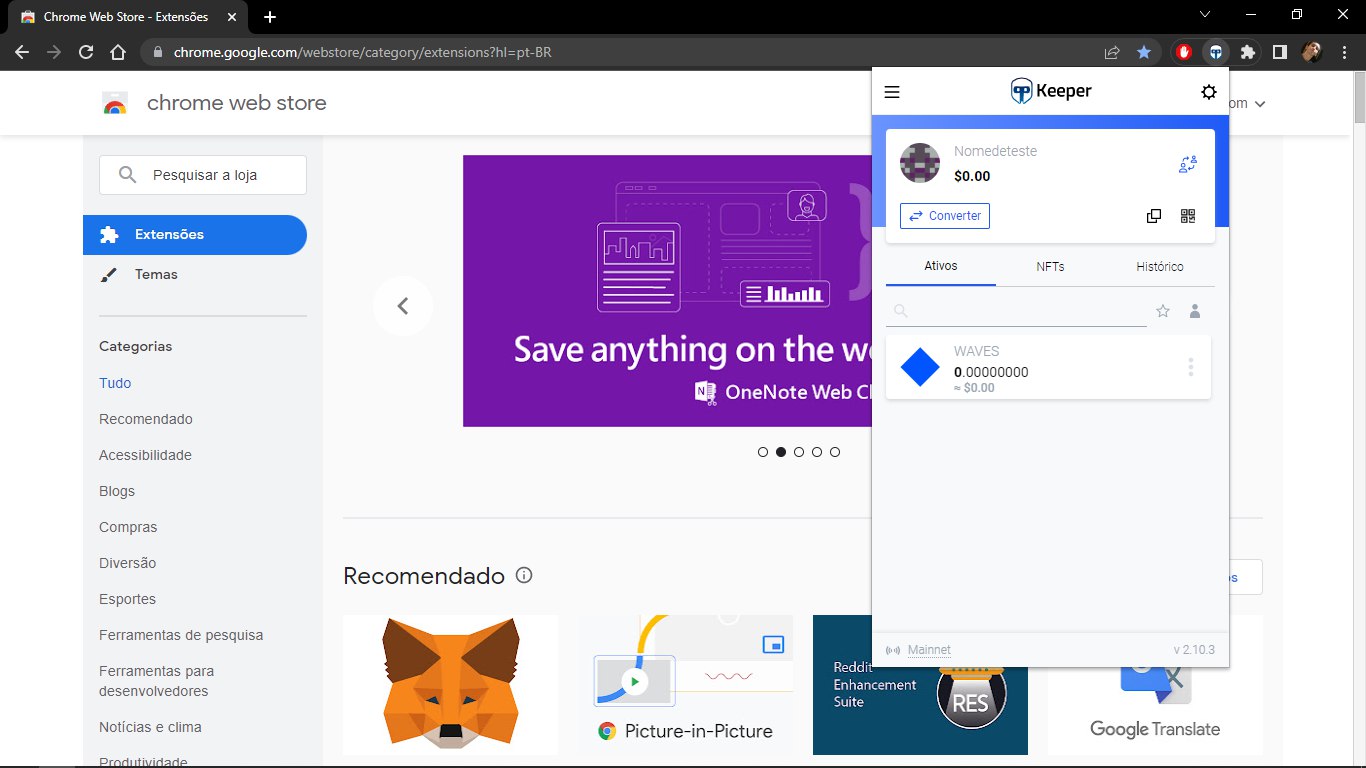 Chrome Web Store - Extensões
chrome.google.com/webstore/category/extensions?hl=pt-BR
chrome web store
Pesquisar a loja
Extensões
Temas
Categorias
Tudo
Recomendado
Acessibilidade
Blogs
Compras
Diversão
Esportes
Ferramentas de pesquisa
Ferramentas para
desenvolvedores
Notícias e clima
Produtividade
Save anything on the we
N
OneNote Web Cl
Recomendado
Picture-in-Picture
Reddit
Enhancement
Suite
RES
Google Translate
om
os
Keeper
Nomedeteste
$0.00
Converter
Ativos
NFTs
Histórico
WAVES
0.00000000
≈ $0.00
Mainnet
v 2.10.3